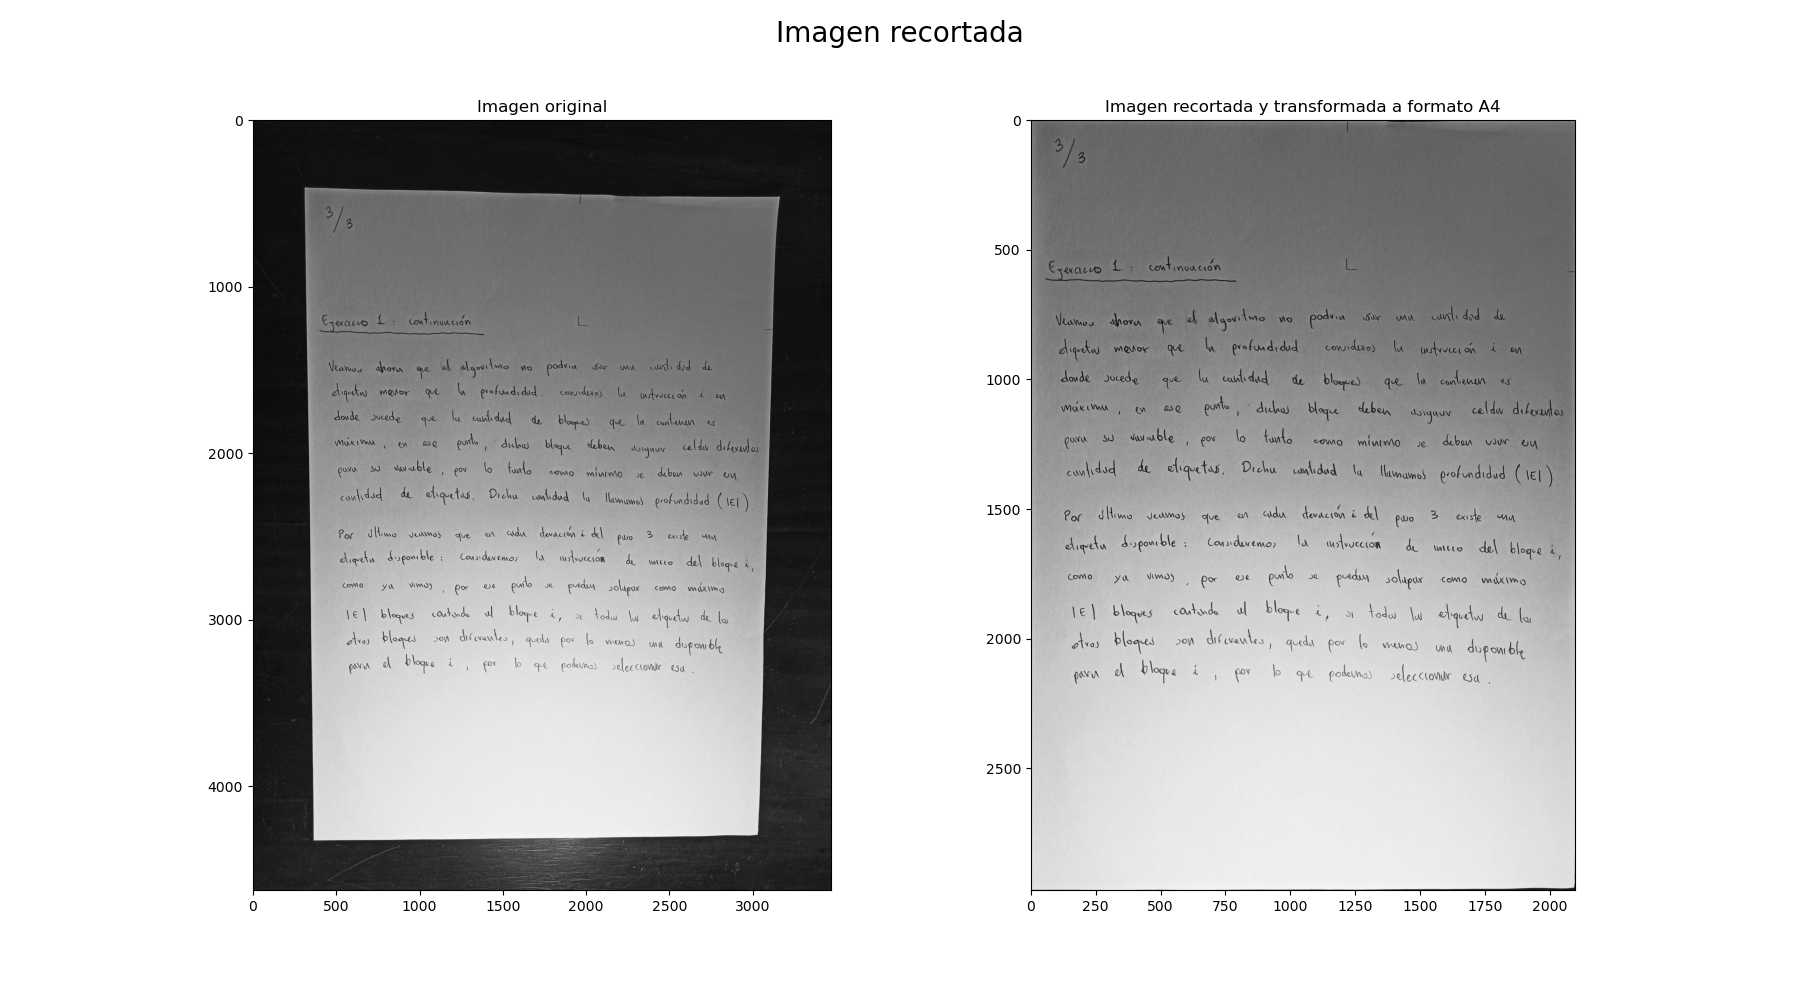 Imagen recortada
Imagen original
0
1000
2000
3000
4000
0 500 1000 1500 2000 2500 3000
3/3
Ejercicio 1 : continuación
Veamos ahora que el algoritmo no podria usar una cantidad de
etiquetas menor que la profundidad. consideros la instrucción i en
donde sucede que la cantidad de bloques que la contienen es
máxima, en ese punto, dichos bloque deben asignar celdas diferentes
para su variable, por lo tanto como mínimo se deben usar esa
cantidad de etiquetas. Dicha cantidad la llamamos profundidad (|E|)
Por último veamos que en cada iteración i del paso 3 existe una
etiqueta disponible: Consideremos la instrucción de inicio del bloque i,
como ya vimos, por ese punto se pueden solapar como máximo
|E| bloques contando al bloque i, si todas las etiquetas de los
otros bloques son diferentes, queda por lo menos una disponible
para el bloque i, por lo que podemos seleccionar esa.
Imagen recortada y transformada a formato A4
0
500
1000
1500
2000
2500
0 250 500 750 1000 1250 1500 1750 2000
3/3
Ejercicio 1 : continuación
Veamos ahora que el algoritmo no podria usar una cantidad de
etiquetas menor que la profundidad. consideros la instrucción i en
donde sucede que la cantidad de bloques que la contienen es
máxima, en ese punto, dichos bloque deben asignar celdas diferentes
para su variable, por lo tanto como mínimo se deben usar esa
cantidad de etiquetas. Dicha cantidad la llamamos profundidad (|E|)
Por último veamos que en cada iteración i del paso 3 existe una
etiqueta disponible: Consideremos la instrucción de inicio del bloque i,
como ya vimos, por ese punto se pueden solapar como máximo
|E| bloques contando al bloque i, si todas las etiquetas de los
otros bloques son diferentes, queda por lo menos una disponible
para el bloque i, por lo que podemos seleccionar esa.